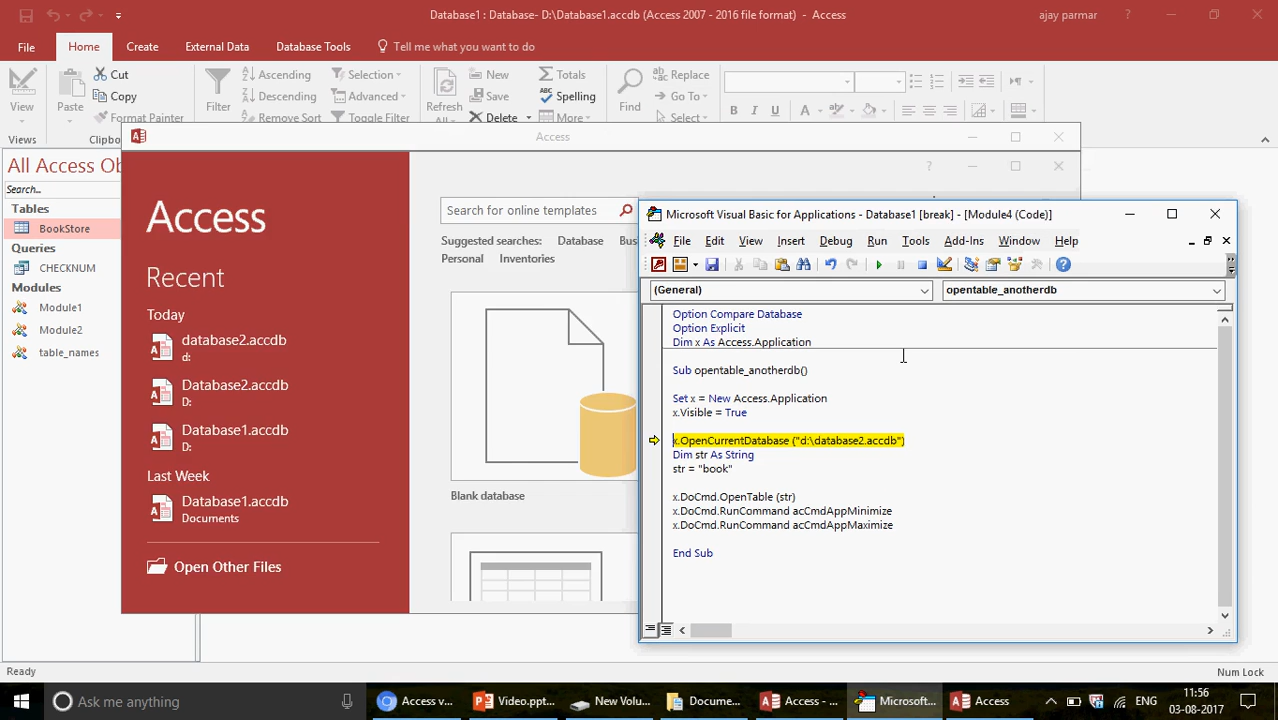 Database1 : Database- D:\Database1.accdb (Access 2007 - 2016 file format) - Access
ajay parmar
?
File
Home
Create
External Data
Database Tools
Tell me what you want to do
View
Views
Paste
Cut
Copy
Format Painter
Clipb
Filter
Ascending
Descending
Remove Sort
Selection
Advanced
Toggle Filter
Refresh
All
New
Save
Delete
Totals
Spelling
More
Find
Replace
Go To
Select
B I U A
All Access Ob
Search...
Tables
BookStore
Queries
CHECKNUM
Modules
Module1
Module2
table_names
Access
?
Access
Recent
Today
database2.accdb
d:
Database2.accdb
D:
Database1.accdb
D:
Last Week
Database1.accdb
Documents
Open Other Files
Search for online templates
Suggested searches: Database Bus
Personal Inventories
Blank database
Microsoft Visual Basic for Applications - Database1 [break] - [Module4 (Code)]
File Edit View Insert Debug Run Tools Add-Ins Window Help
(General)
opentable_anotherdb
Option Compare Database
Option Explicit
Dim x As Access.Application
Sub opentable_anotherdb()
Set x = New Access.Application
x.Visible = True
x.OpenCurrentDatabase ("d:\database2.accdb")
Dim str As String
str = "book"
x.DoCmd.OpenTable (str)
x.DoCmd.RunCommand acCmdAppMinimize
x.DoCmd.RunCommand acCmdAppMaximize
End Sub
Ready
Num Lock
Ask me anything
Access v...
Video.ppt...
New Volu...
Docume...
Access - ...
Microsoft...
Access
ENG
11:56
03-08-2017